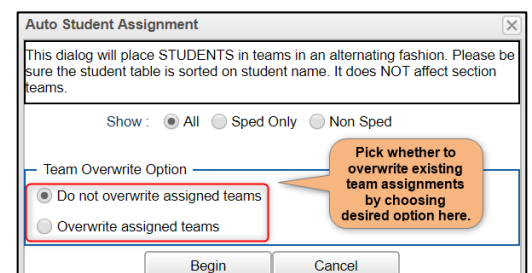 Auto Student Assignment
This dialog will place STUDENTS in teams in an alternating fashion. Please be
sure the student table is sorted on student name. It does NOT affect section
teams.
Show : All Sped Only Non Sped
Team Overwrite Option
Do not overwrite assigned teams
Overwrite assigned teams
Pick whether to
overwrite existing
team assignments
by choosing
desired option here.
Begin Cancel